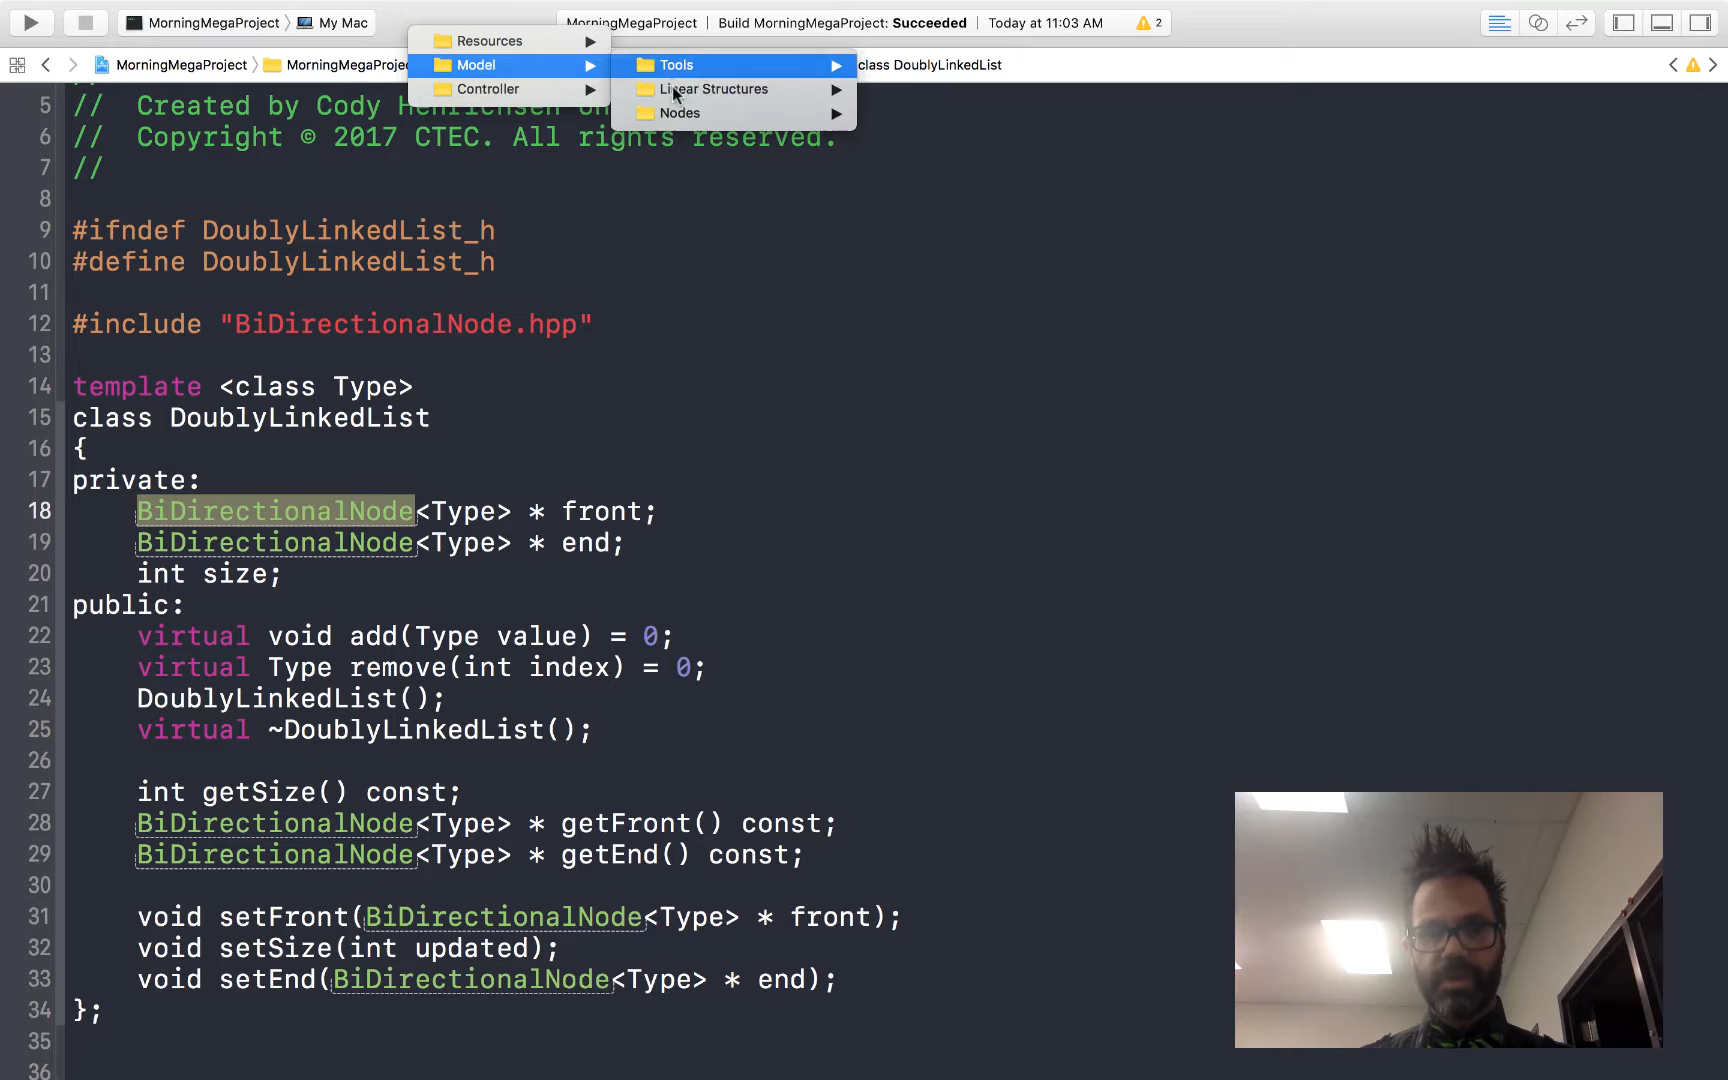 MorningMegaProject 〉 My Mac
MorningMegaProject | Build MorningMegaProject: Succeeded | Today at 11:03 AM 2
MorningMegaProject 〉 MorningMegaProjec class DoublyLinkedList
Resources
Model
Controller
Tools
Linear Structures
Nodes
5 // Created by Cody Henrichsen on
6 // Copyright © 2017 CTEC. All rights reserved.
7 //
8
9 #ifndef DoublyLinkedList_h
10 #define DoublyLinkedList_h
11
12 #include "BiDirectionalNode.hpp"
13
14 template <class Type>
15 class DoublyLinkedList
16 {
17 private:
18 BiDirectionalNode<Type> * front;
19 BiDirectionalNode<Type> * end;
20 int size;
21 public:
22 virtual void add(Type value) = 0;
23 virtual Type remove(int index) = 0;
24 DoublyLinkedList();
25 virtual ~DoublyLinkedList();
26
27 int getSize() const;
28 BiDirectionalNode<Type> * getFront() const;
29 BiDirectionalNode<Type> * getEnd() const;
30
31 void setFront(BiDirectionalNode<Type> * front);
32 void setSize(int updated);
33 void setEnd(BiDirectionalNode<Type> * end);
34 };
35
36